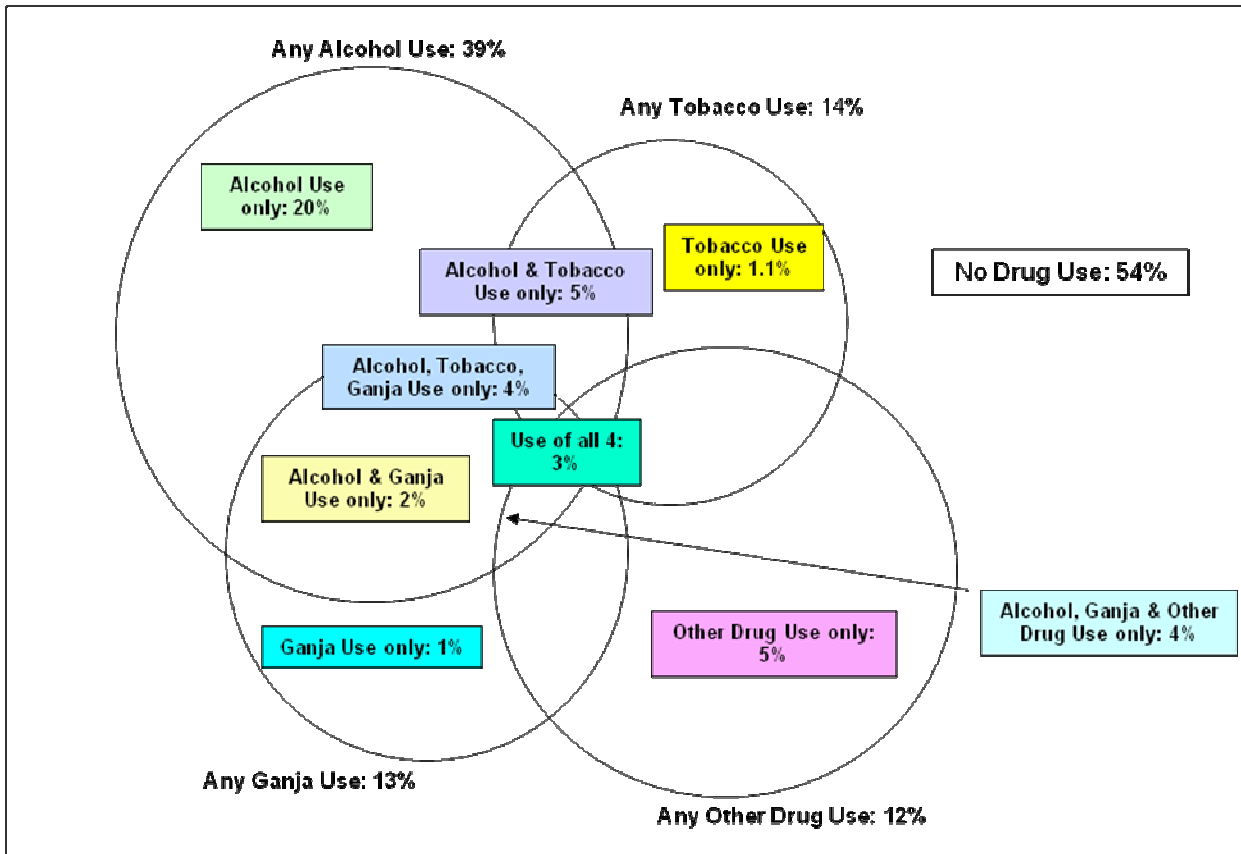 Any Alcohol Use: 39%
Any Tobacco Use: 14%
Alcohol Use
only: 20%
Tobacco Use
only: 1.1%
Alcohol & Tobacco
Use only: 5%
No Drug Use: 54%
Alcohol, Tobacco,
Ganja Use only: 4%
Use of all 4:
3%
Alcohol & Ganja
Use only: 2%
Alcohol, Ganja & Other
Drug Use only: 4%
Ganja Use only: 1%
Other Drug Use only:
5%
Any Ganja Use: 13%
Any Other Drug Use: 12%